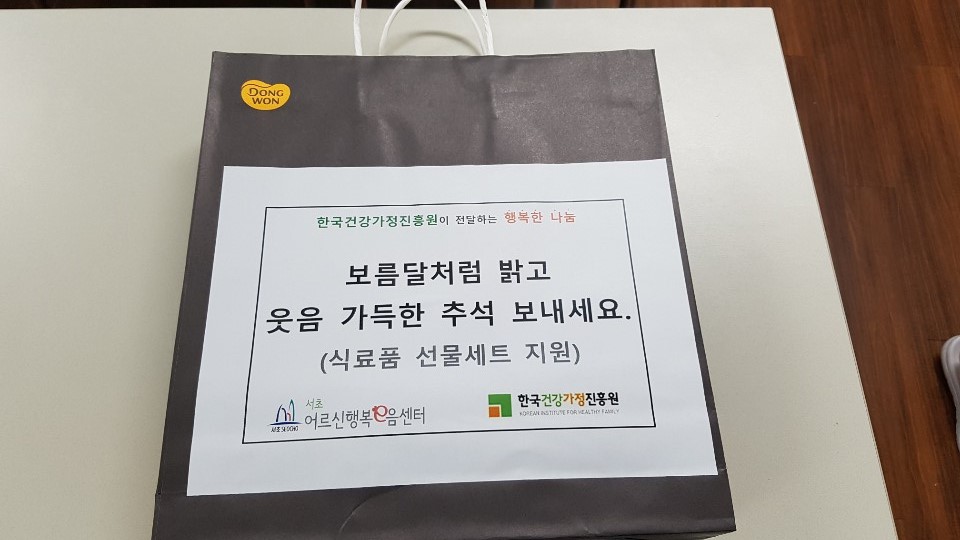 DONG
WON
한국건강가정진흥원이 전달하는 행복한 나눔
보름달처럼 밝고
웃음 가득한 추석 보내세요.
(식료품 선물세트 지원)
서초
어르신행복e음센터
서초 SEOCHO
한국건강가정진흥원
KOREAN INSTITUTE FOR HEALTHY FAMILY